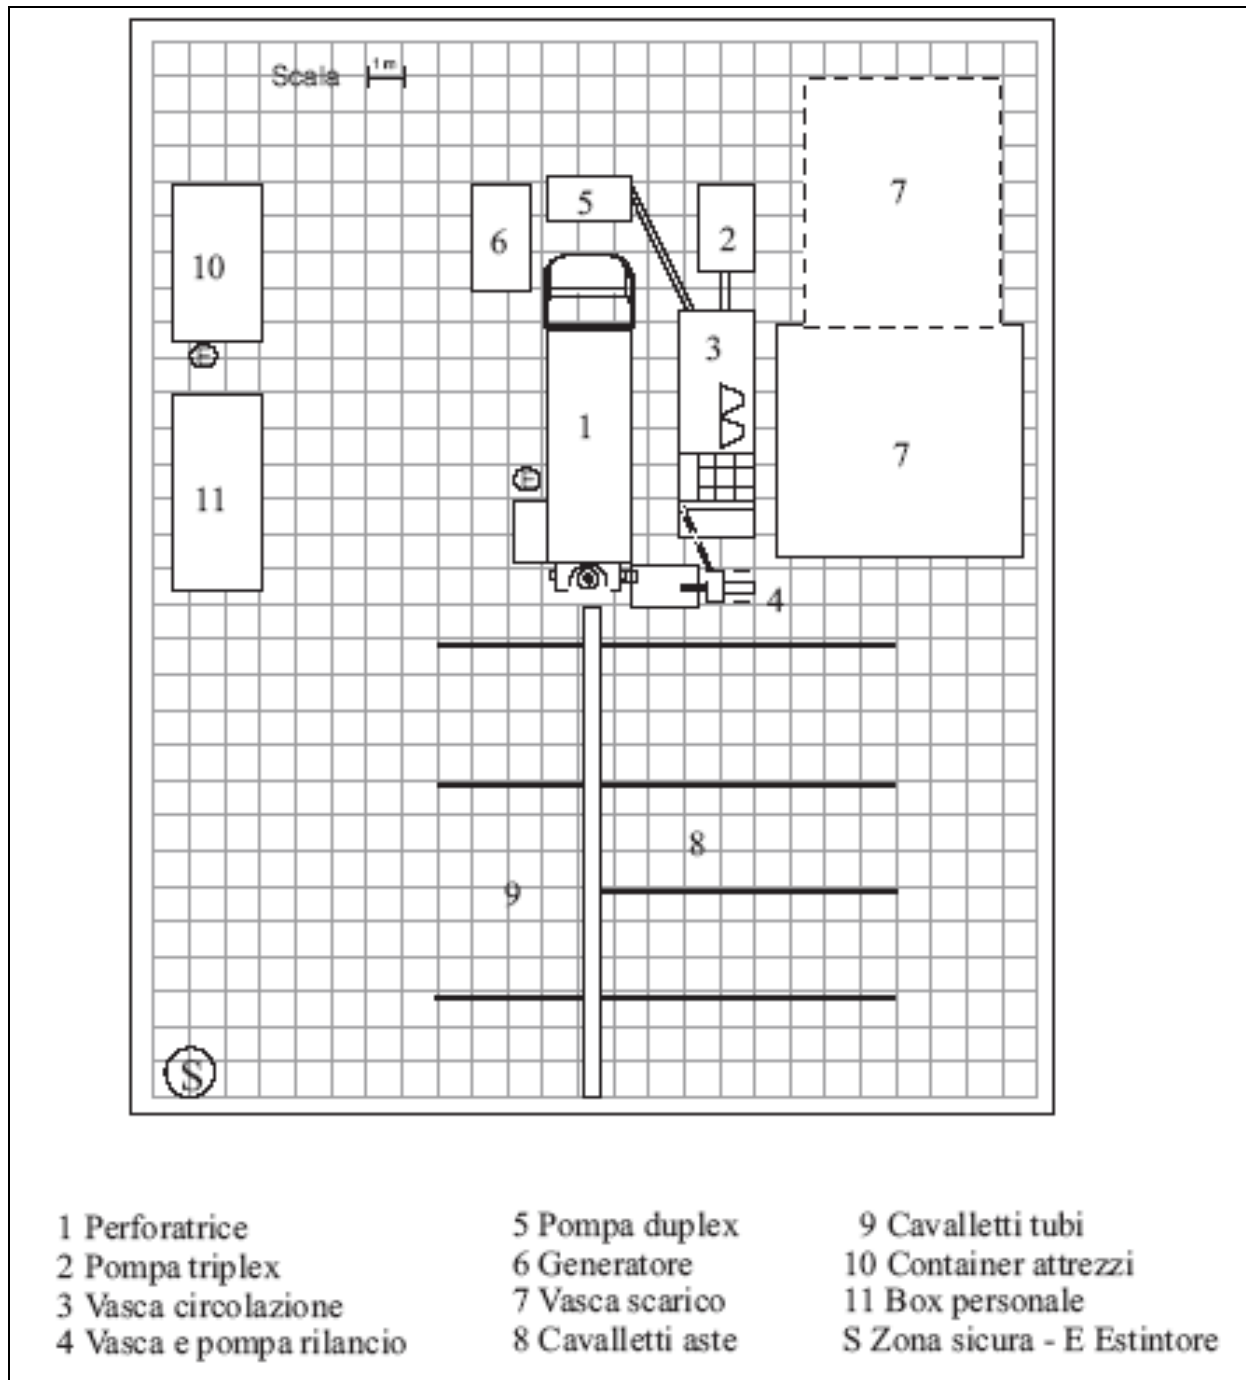 Scala 1 m
7
5
6
2
10
E
3
1
7
E
11
4
8
9
S
1 Perforatrice
2 Pompa triplex
3 Vasca circolazione
4 Vasca e pompa rilancio
5 Pompa duplex
6 Generatore
7 Vasca scarico
8 Cavalletti aste
9 Cavalletti tubi
10 Container attrezzi
11 Box personale
S Zona sicura - E Estintore